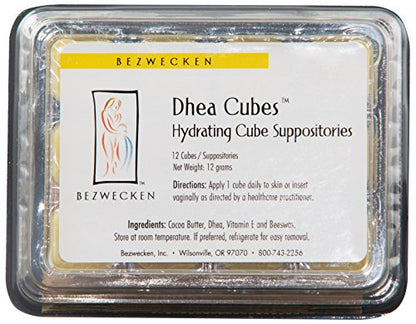 BEZWECKEN
Dhea Cubes™
Hydrating Cube Suppositories
12 Cubes / Suppositories
Net Weight: 12 grams
Directions: Apply 1 cube daily to skin or insert
vaginally as directed by a healthcare practitioner.
™
BEZWECKEN
Ingredients: Cocoa Butter, Dhea, Vitamin E and Beeswax.
Store at room temperature. If preferred, refrigerate for easy removal.
Bezwecken, Inc. • Wilsonville, OR 97070 • 800-743-2256